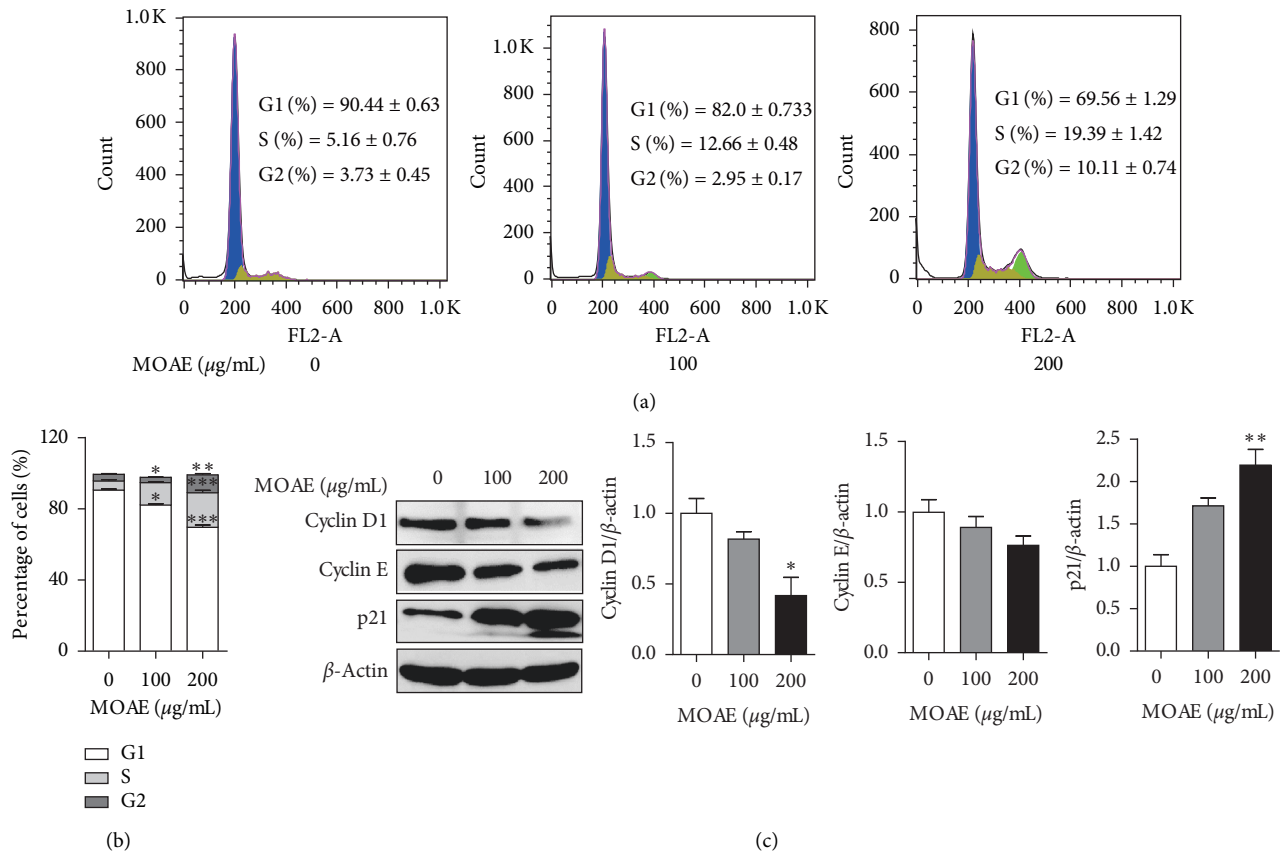 1.0 K
800
600
400
200
0
Count
G1 (%) = 90.44 ± 0.63
S (%) = 5.16 ± 0.76
G2 (%) = 3.73 ± 0.45
0 200 400 600 800 1.0 K
FL2-A
1.0 K
800
600
400
200
0
Count
G1 (%) = 82.0 ± 0.733
S (%) = 12.66 ± 0.48
G2 (%) = 2.95 ± 0.17
0 200 400 600 800 1.0 K
FL2-A
800
600
400
200
0
Count
G1 (%) = 69.56 ± 1.29
S (%) = 19.39 ± 1.42
G2 (%) = 10.11 ± 0.74
0 200 400 600 800 1.0 K
FL2-A
MOAE (μg/mL) 0 100 200
(a)
120
80
40
0
Percentage of cells (%)
* **
***
*
***
0 100 200
MOAE (μg/mL)
G1
S
G2
(b)
MOAE (μg/mL) 0 100 200
Cyclin D1
Cyclin E
p21
β-Actin
1.5
1.0
0.5
0.0
Cyclin D1/β-actin
*
0 100 200
MOAE (μg/mL)
1.5
1.0
0.5
0.0
Cyclin E/β-actin
0 100 200
MOAE (μg/mL)
2.5
2.0
1.5
1.0
0.5
0.0
p21/β-actin
**
0 100 200
MOAE (μg/mL)
(c)